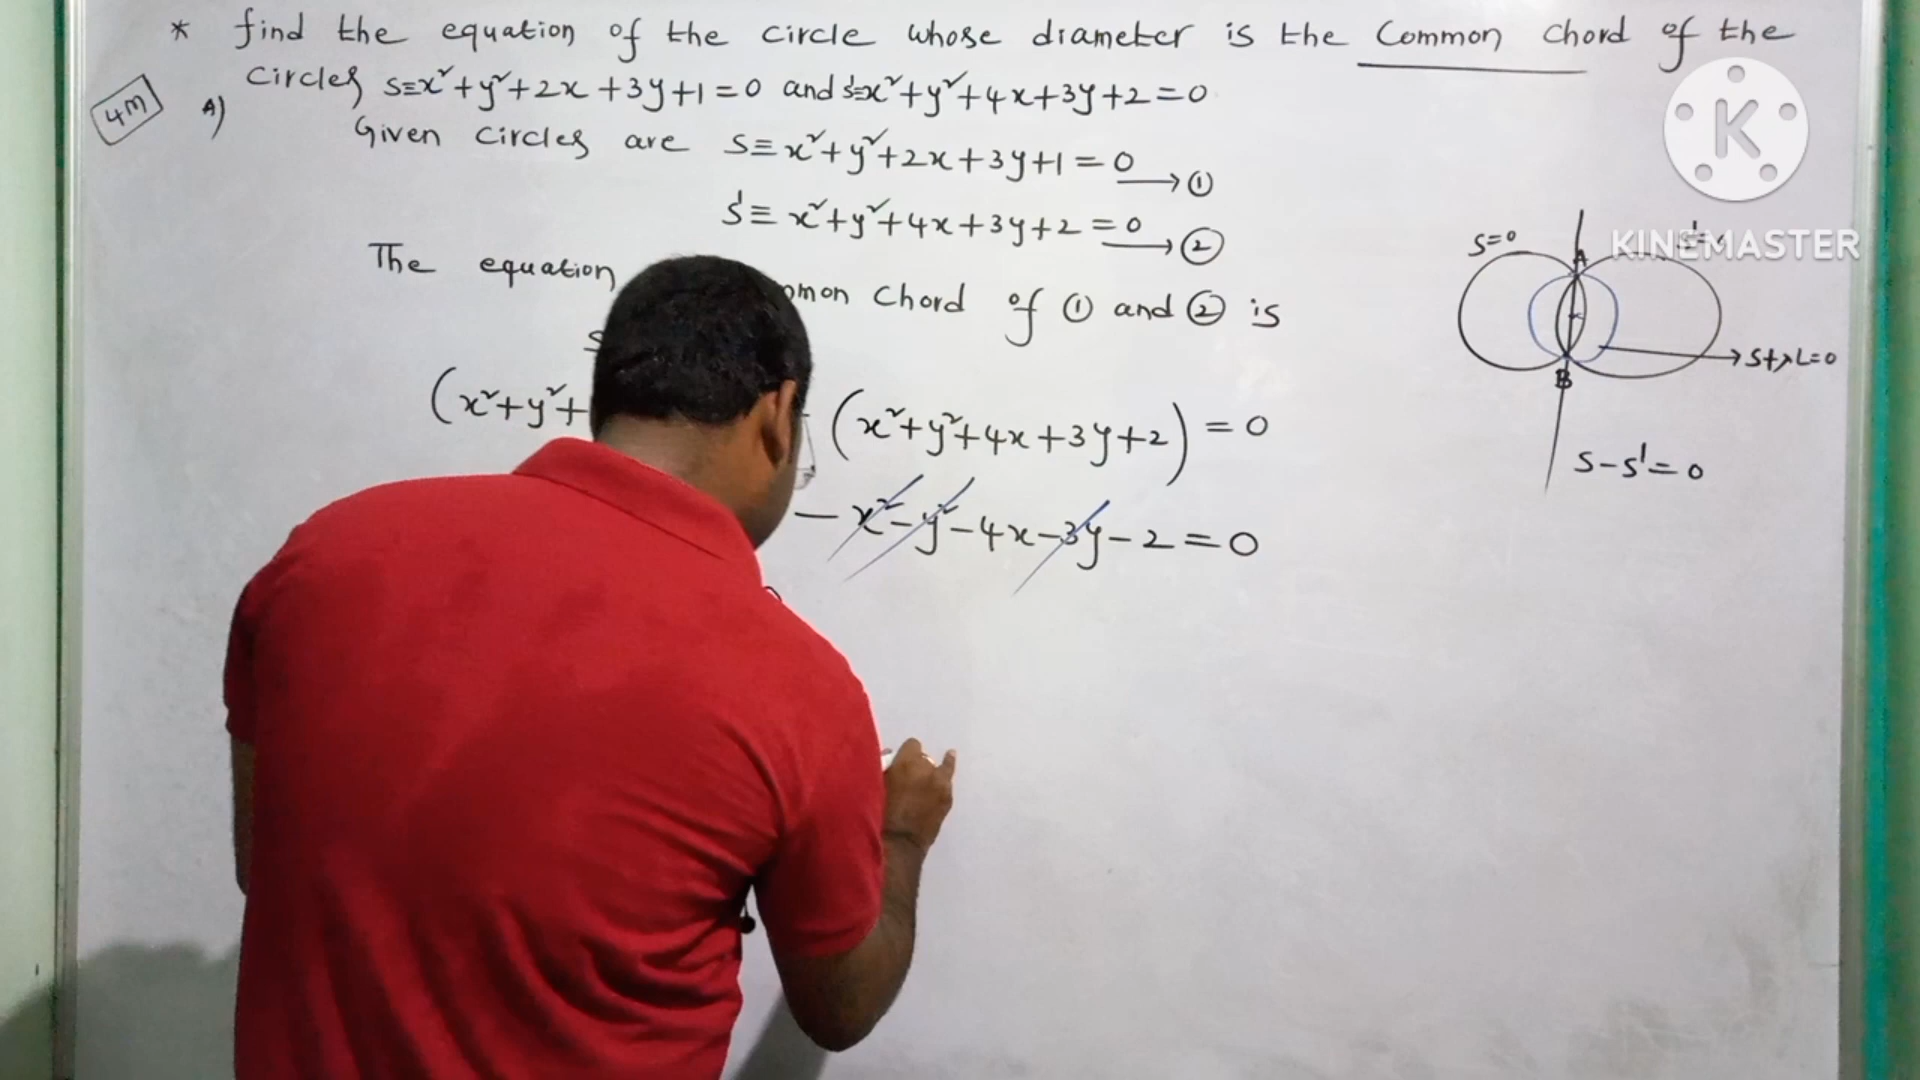 * find the equation of the circle whose diameter is the common chord of the
circles s≡x²+y²+2x+3y+1=0 and s'≡x²+y²+4x+3y+2=0
4M
A)
Given circles are s≡x²+y²+2x+3y+1=0 →①
s'≡x²+y²+4x+3y+2=0 →②
The equation chord of ① and ② is
(x²+y²+ (x²+y²+4x+3y+2)=0
-x²-y²-4x-3y-2=0
K
KINEMASTER
s=0
A
B
→s+λL=0
s-s'=0